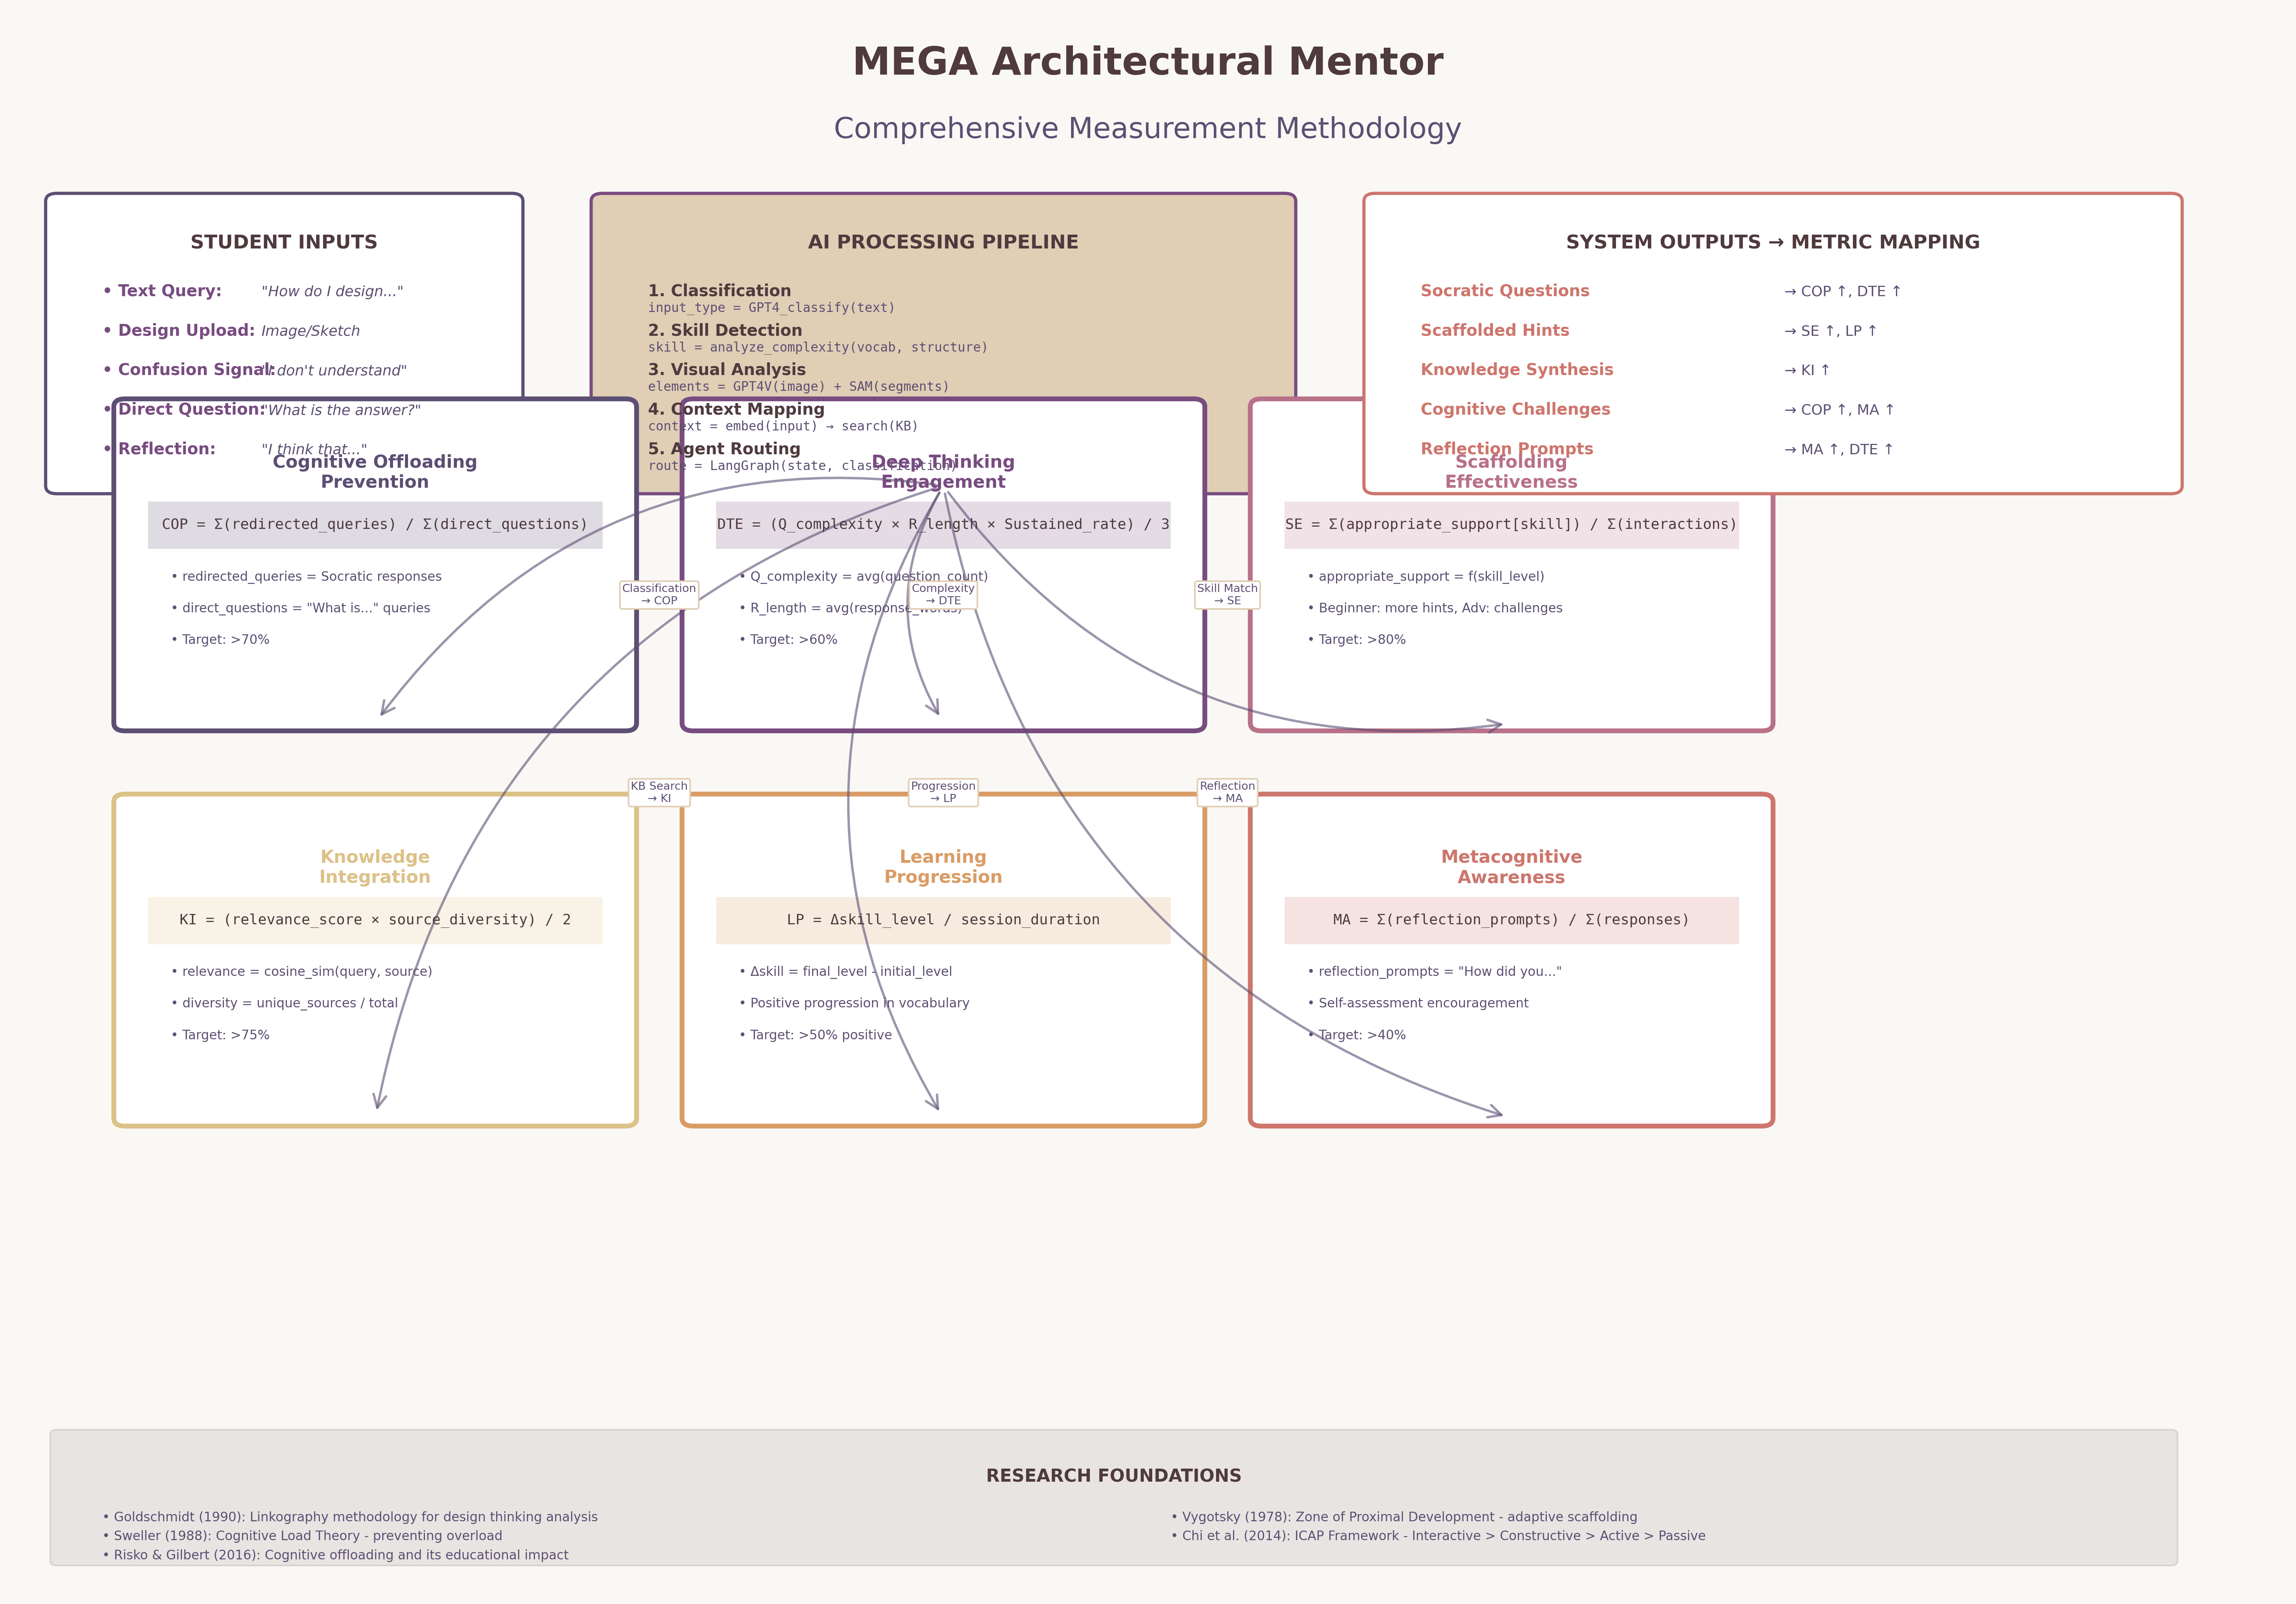 MEGA Architectural Mentor
Comprehensive Measurement Methodology
STUDENT INPUTS
• Text Query: "How do I design..."
• Design Upload: Image/Sketch
• Confusion Signal: "I don't understand"
• Direct Question: "What is the answer?"
• Reflection: "I think that..."
AI PROCESSING PIPELINE
1. Classification
input_type = GPT4_classify(text)
2. Skill Detection
skill = analyze_complexity(vocab, structure)
3. Visual Analysis
elements = GPT4V(image) + SAM(segments)
4. Context Mapping
context = embed(input) → search(KB)
5. Agent Routing
route = LangGraph(state, classification)
SYSTEM OUTPUTS → METRIC MAPPING
Socratic Questions → COP ↑, DTE ↑
Scaffolded Hints → SE ↑, LP ↑
Knowledge Synthesis → KI ↑
Cognitive Challenges → COP ↑, MA ↑
Reflection Prompts → MA ↑, DTE ↑
Cognitive Offloading
Prevention
COP = Σ(redirected_queries) / Σ(direct_questions)
• redirected_queries = Socratic responses
• direct_questions = "What is..." queries
• Target: >70%
Classification
→ COP
Deep Thinking
Engagement
DTE = (Q_complexity × R_length × Sustained_rate) / 3
• Q_complexity = avg(question_count)
• R_length = avg(response_words)
• Target: >60%
Complexity
→ DTE
Skill Match
→ SE
Scaffolding
Effectiveness
SE = Σ(appropriate_support[skill]) / Σ(interactions)
• appropriate_support = f(skill_level)
• Beginner: more hints, Adv: challenges
• Target: >80%
KB Search
→ KI
Progression
→ LP
Reflection
→ MA
Knowledge
Integration
KI = (relevance_score × source_diversity) / 2
• relevance = cosine_sim(query, source)
• diversity = unique_sources / total
• Target: >75%
Learning
Progression
LP = Δskill_level / session_duration
• Δskill = final_level - initial_level
• Positive progression in vocabulary
• Target: >50% positive
Metacognitive
Awareness
MA = Σ(reflection_prompts) / Σ(responses)
• reflection_prompts = "How did you..."
• Self-assessment encouragement
• Target: >40%
RESEARCH FOUNDATIONS
• Goldschmidt (1990): Linkography methodology for design thinking analysis
• Sweller (1988): Cognitive Load Theory - preventing overload
• Risko & Gilbert (2016): Cognitive offloading and its educational impact
• Vygotsky (1978): Zone of Proximal Development - adaptive scaffolding
• Chi et al. (2014): ICAP Framework - Interactive > Constructive > Active > Passive